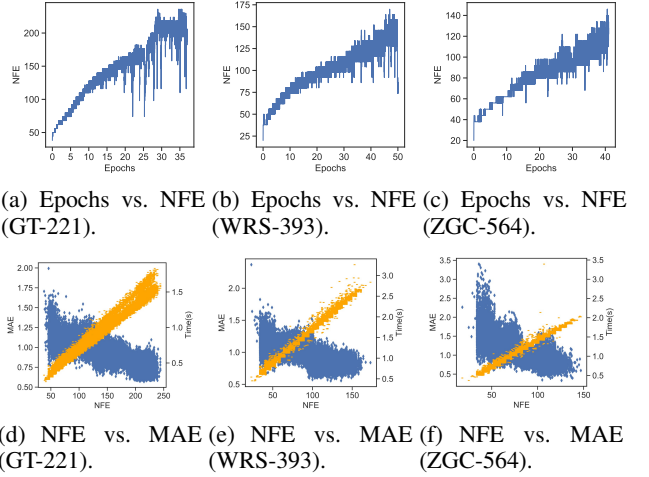 200
150
100
50
NFE
0 5 10 15 20 25 30 35
Epochs
175
150
125
100
75
50
25
NFE
0 10 20 30 40 50
Epochs
140
120
100
80
60
40
20
NFE
0 10 20 30 40
Epochs
(a) Epochs vs. NFE (GT-221).
(b) Epochs vs. NFE (WRS-393).
(c) Epochs vs. NFE (ZGC-564).
2.00
1.75
1.50
1.25
1.00
0.75
0.50
MAE
1.5
1.0
0.5
Time(s)
50 100 150 200 250
NFE
2.5
2.0
1.5
1.0
0.5
MAE
3.0
2.5
2.0
1.5
1.0
0.5
Time(s)
50 100 150
NFE
3.5
3.0
2.5
2.0
1.5
1.0
0.5
MAE
3.5
3.0
2.5
2.0
1.5
1.0
0.5
Time(s)
50 100 150
NFE
(d) NFE vs. MAE (GT-221).
(e) NFE vs. MAE (WRS-393).
(f) NFE vs. MAE (ZGC-564).